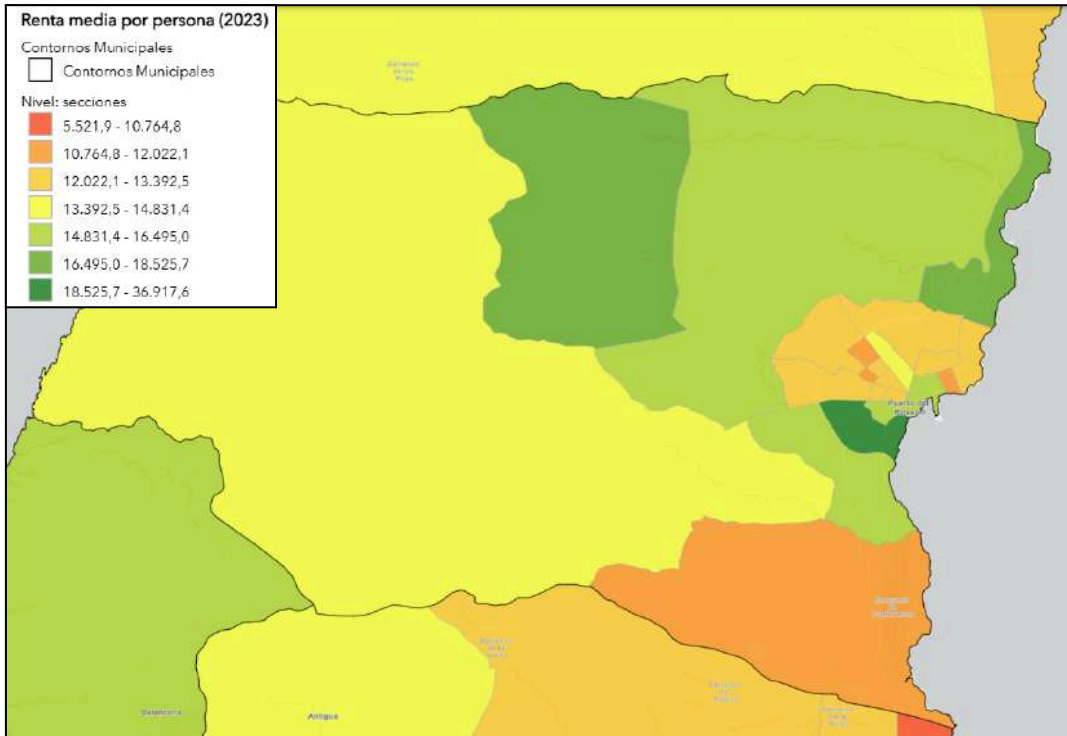 Renta media por persona (2023)
Contornos Municipales
Contornos Municipales
Nivel: secciones
5.521,9 - 10.764,8
10.764,8 - 12.022,1
12.022,1 - 13.392,5
13.392,5 - 14.831,4
14.831,4 - 16.495,0
16.495,0 - 18.525,7
18.525,7 - 36.917,6
Puerto del
Rosario
Betancuria
Antigua